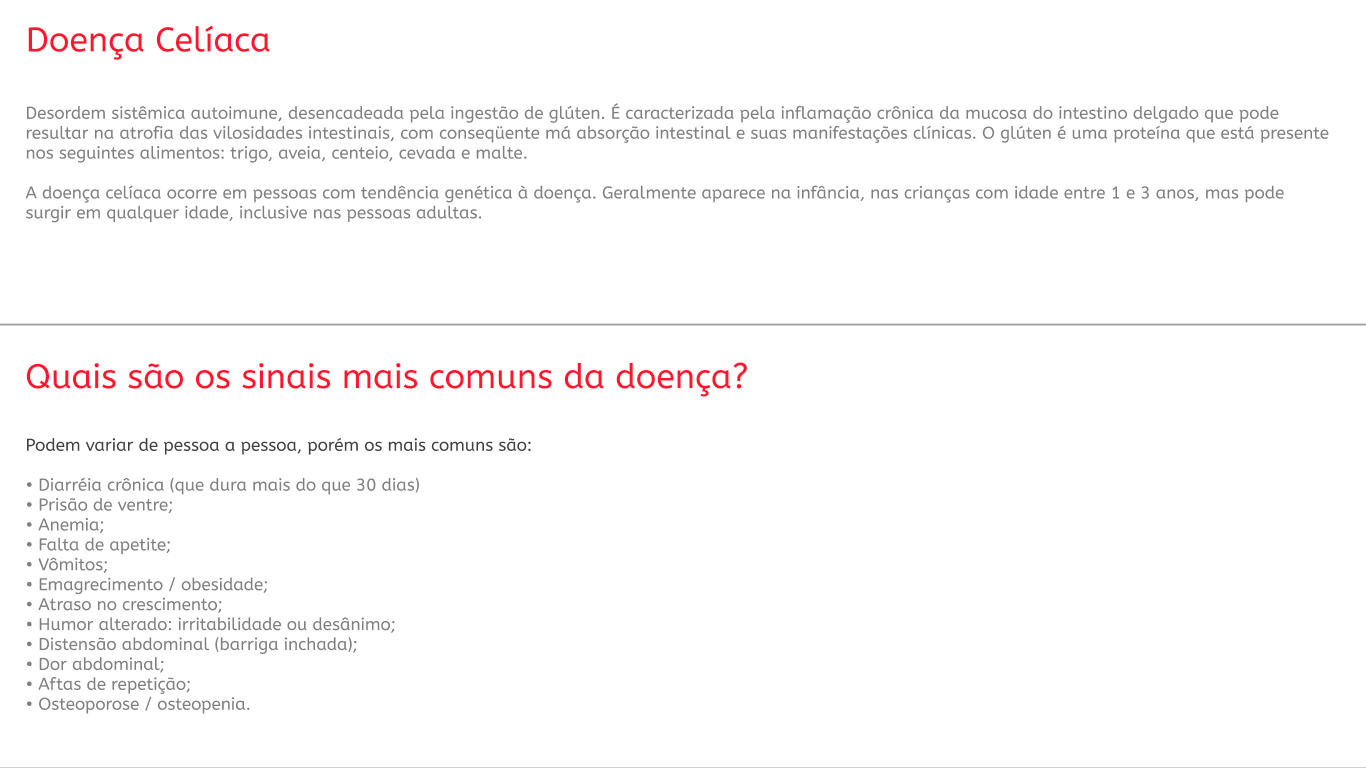 Doença Celíaca
Desordem sistêmica autoimune, desencadeada pela ingestão de glúten. É caracterizada pela inflamação crônica da mucosa do intestino delgado que pode
resultar na atrofia das vilosidades intestinais, com conseqüente má absorção intestinal e suas manifestações clínicas. O glúten é uma proteína que está presente
nos seguintes alimentos: trigo, aveia, centeio, cevada e malte.
A doença celíaca ocorre em pessoas com tendência genética à doença. Geralmente aparece na infância, nas crianças com idade entre 1 e 3 anos, mas pode
surgir em qualquer idade, inclusive nas pessoas adultas.
Quais são os sinais mais comuns da doença?
Podem variar de pessoa a pessoa, porém os mais comuns são:
• Diarréia crônica (que dura mais do que 30 dias)
• Prisão de ventre;
• Anemia;
• Falta de apetite;
• Vômitos;
• Emagrecimento / obesidade;
• Atraso no crescimento;
• Humor alterado: irritabilidade ou desânimo;
• Distensão abdominal (barriga inchada);
• Dor abdominal;
• Aftas de repetição;
• Osteoporose / osteopenia.